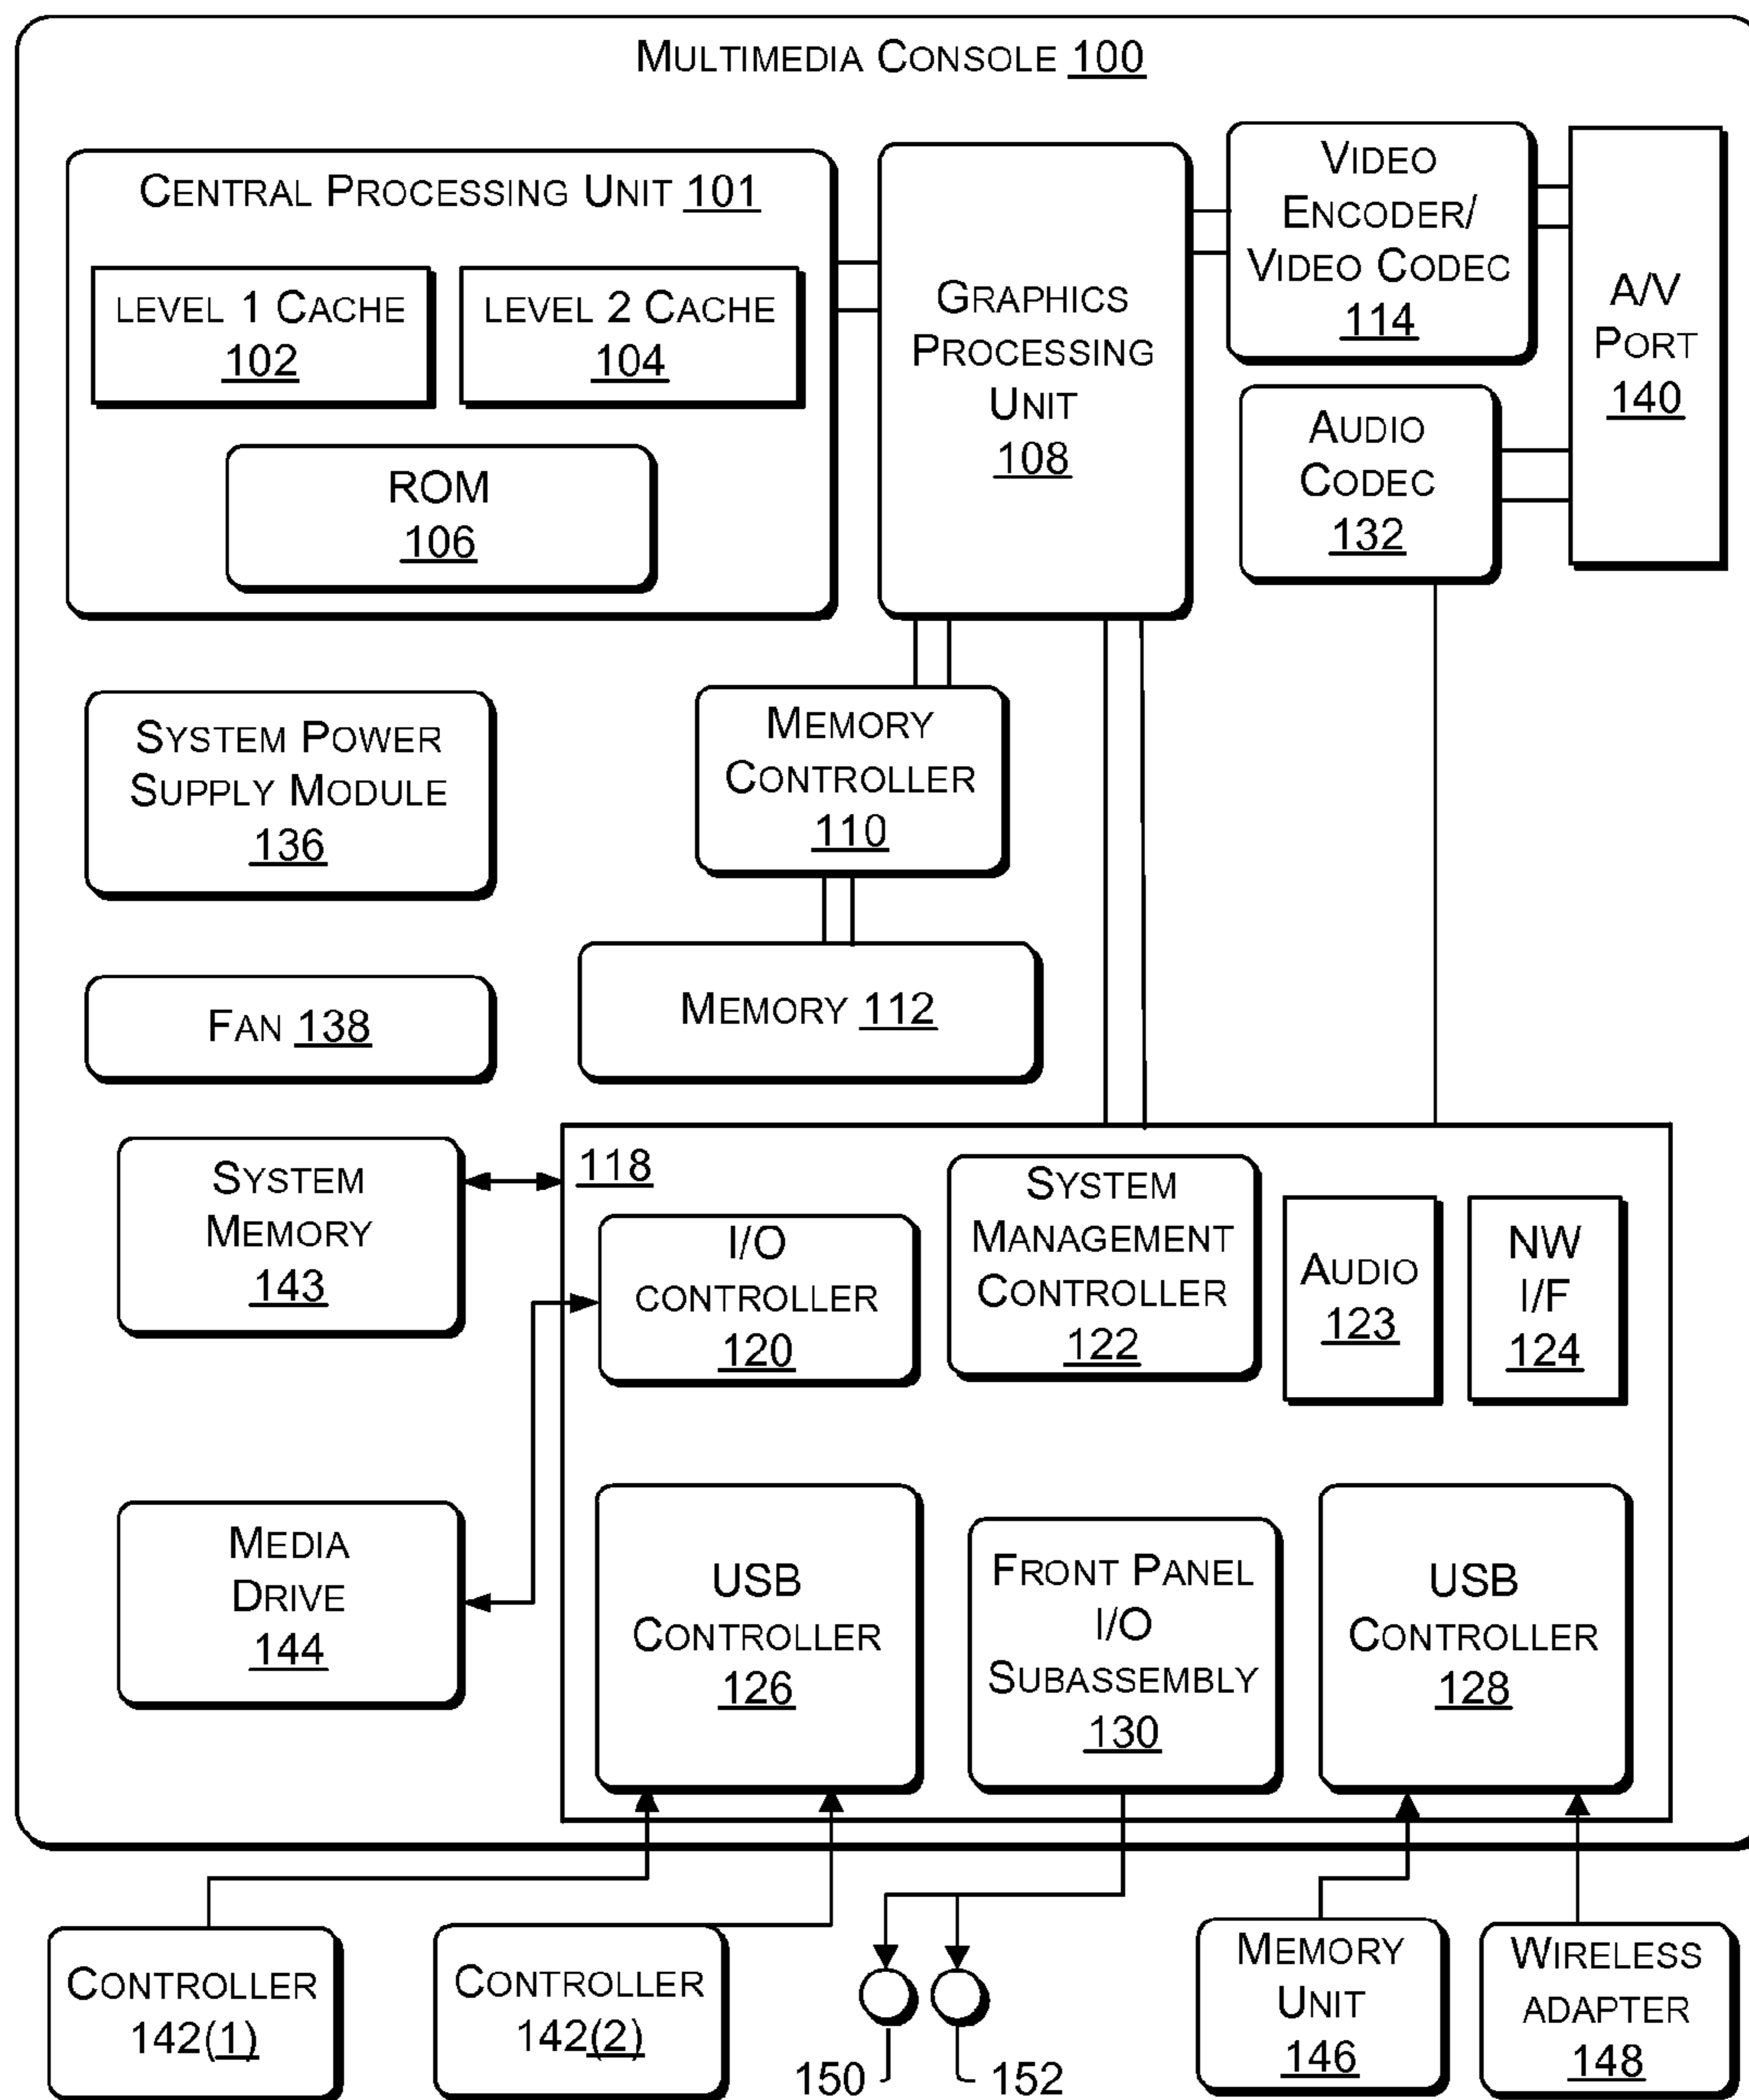 MULTIMEDIA CONSOLE 100
CENTRAL PROCESSING UNIT 101
LEVEL 1 CACHE
102
LEVEL 2 CACHE
104
ROM
106
GRAPHICS
PROCESSING
UNIT
108
VIDEO
ENCODER/
VIDEO CODEC
114
A/V
PORT
140
AUDIO
CODEC
132
SYSTEM POWER
SUPPLY MODULE
136
MEMORY
CONTROLLER
110
FAN 138
MEMORY 112
SYSTEM
MEMORY
143
118
I/O
CONTROLLER
120
SYSTEM
MANAGEMENT
CONTROLLER
122
AUDIO
123
NW
I/F
124
MEDIA
DRIVE
144
USB
CONTROLLER
126
FRONT PANEL
I/O
SUBASSEMBLY
130
USB
CONTROLLER
128
CONTROLLER
142(1)
CONTROLLER
142(2)
150
152
MEMORY
UNIT
146
WIRELESS
ADAPTER
148